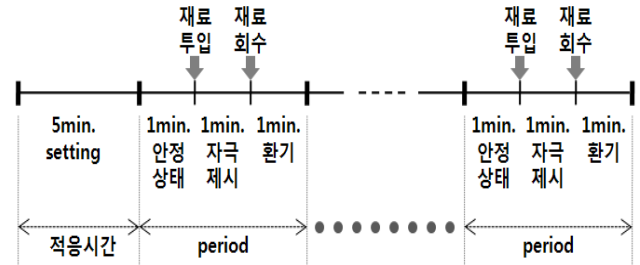 재료 재료 재료 재료
투입 회수 투입 회수
5min. 1min. 1min. 1min. 1min. 1min. 1min.
setting 안정 자극 환기 안정 자극 환기
상태 제시 상태 제시
적응시간 period period